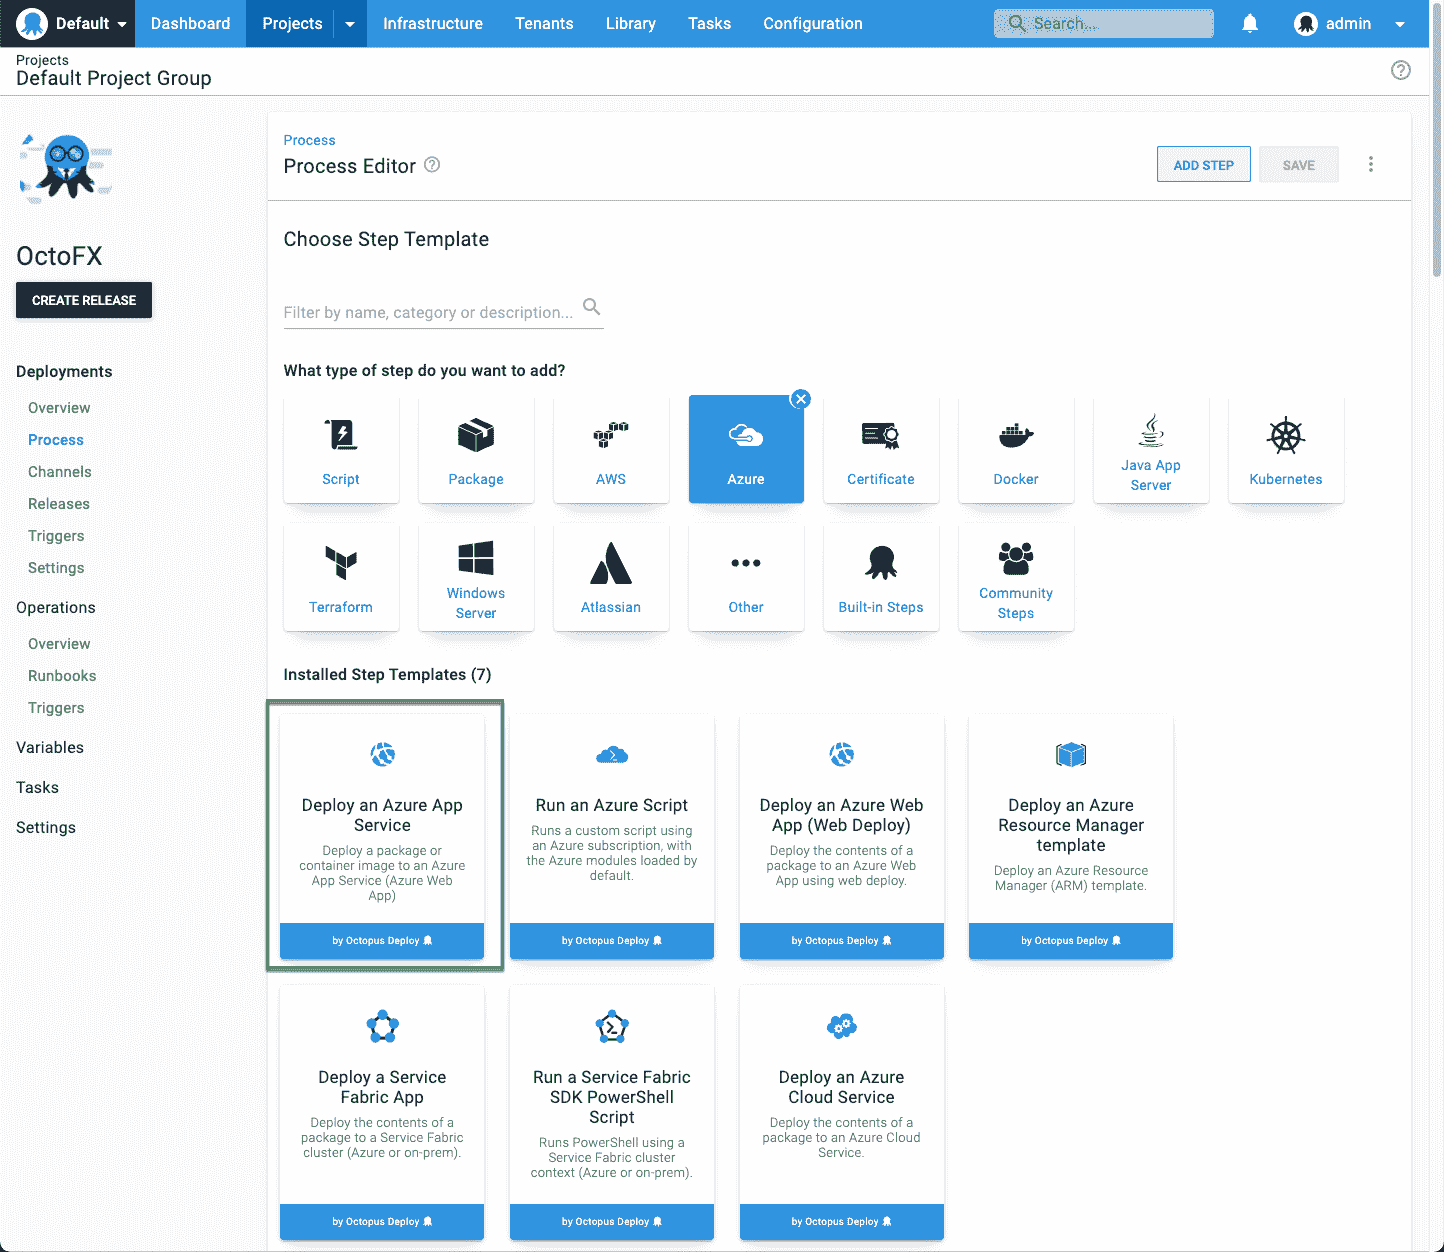 Default
Dashboard
Projects
Infrastructure
Tenants
Library
Tasks
Configuration
Search...
admin
Projects
Default Project Group
OctoFX
CREATE RELEASE
Deployments
Overview
Process
Channels
Releases
Triggers
Settings
Operations
Overview
Runbooks
Triggers
Variables
Tasks
Settings
Process
Process Editor
ADD STEP
SAVE
Choose Step Template
Filter by name, category or description...
What type of step do you want to add?
Script
Package
AWS
Azure
Certificate
Docker
Java App
Server
Kubernetes
Terraform
Windows
Server
Atlassian
Other
Built-in Steps
Community
Steps
Installed Step Templates (7)
Deploy an Azure App
Service
Deploy a package or
container image to an Azure
App Service (Azure Web
App)
by Octopus Deploy
Run an Azure Script
Runs a custom script using
an Azure subscription, with
the Azure modules loaded by
default.
by Octopus Deploy
Deploy an Azure Web
App (Web Deploy)
Deploy the contents of a
package to an Azure Web
App using web deploy.
by Octopus Deploy
Deploy an Azure
Resource Manager
template
Deploy an Azure Resource
Manager (ARM) template.
by Octopus Deploy
Deploy a Service
Fabric App
Deploy the contents of a
package to a Service Fabric
cluster (Azure or on-prem).
by Octopus Deploy
Run a Service Fabric
SDK PowerShell
Script
Runs PowerShell using a
Service Fabric cluster
context (Azure or on-prem).
by Octopus Deploy
Deploy an Azure
Cloud Service
Deploy the contents of a
package to an Azure Cloud
Service.
by Octopus Deploy